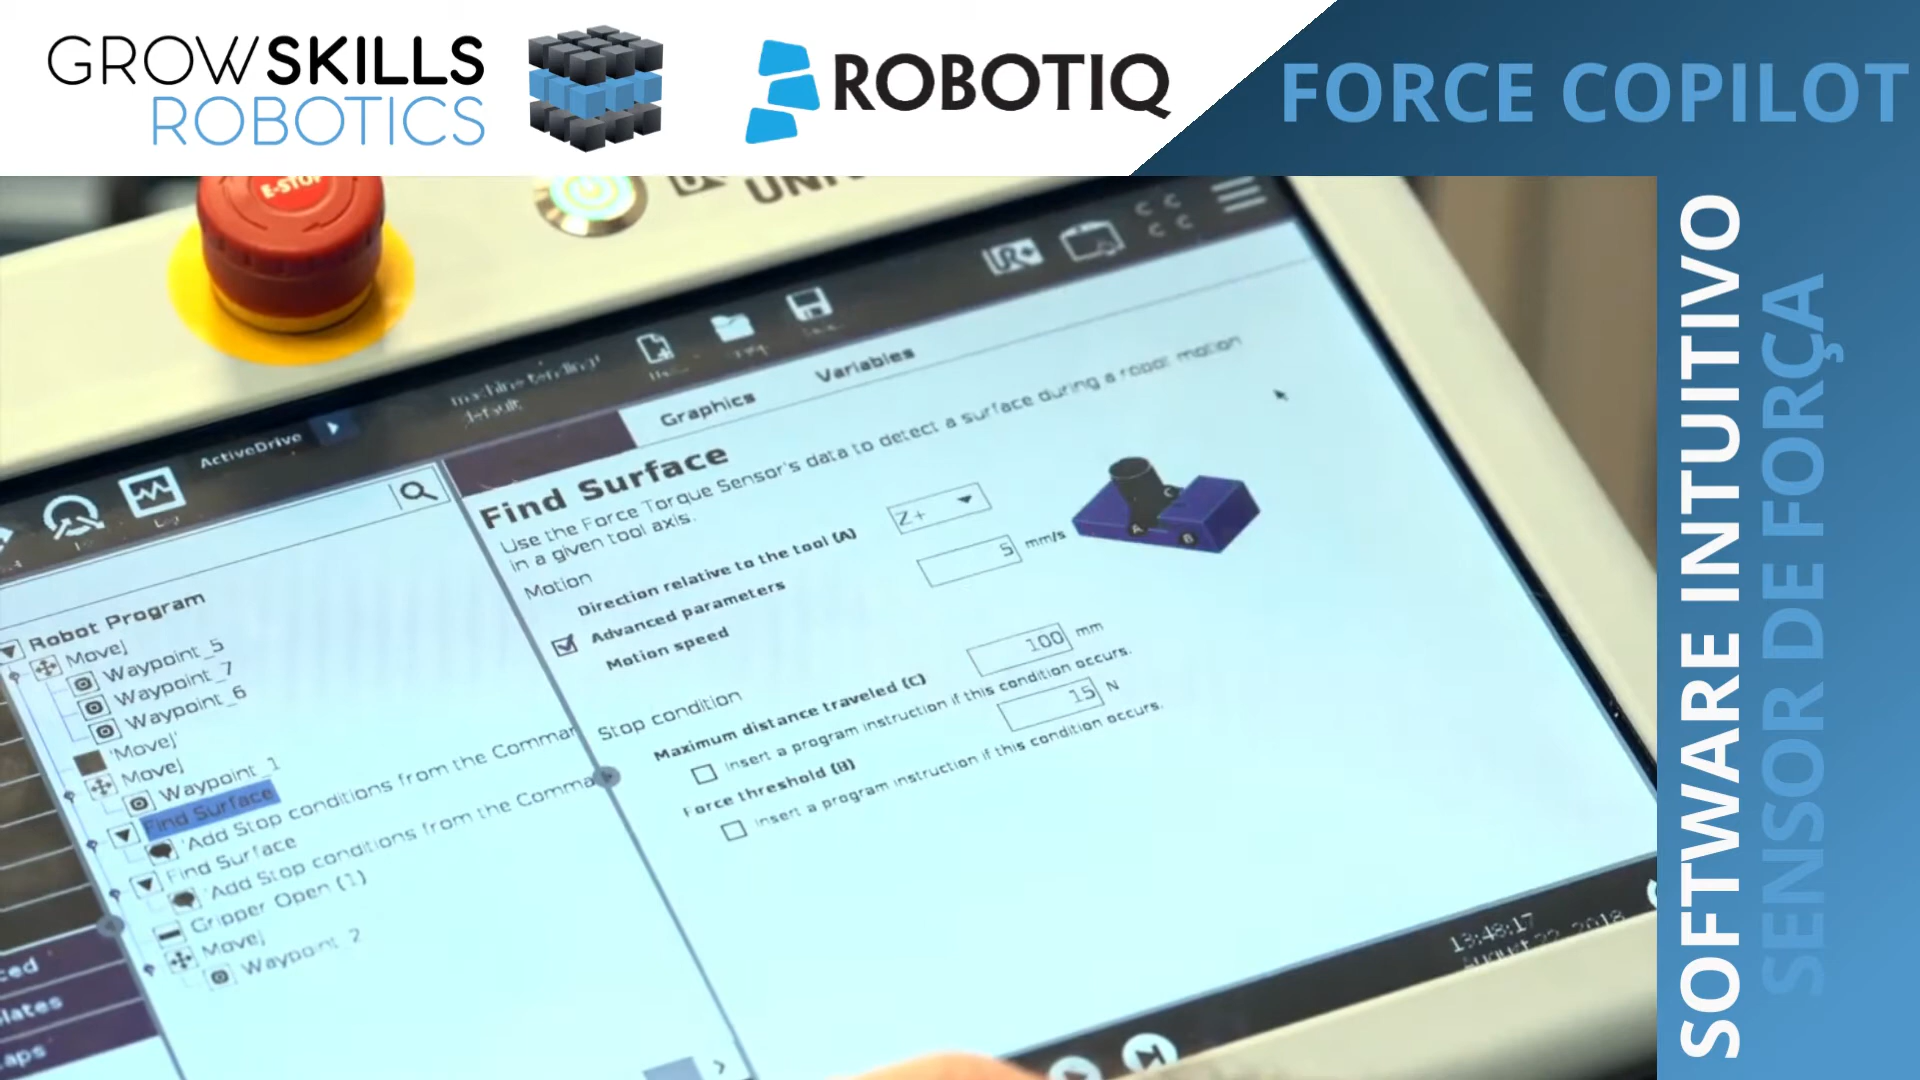 GROWSKILLS
ROBOTICS
ROBOTIQ
FORCE COPILOT
SOFTWARE INTUITIVO
SENSOR DE FORÇA
E-STOP
UR+
ActiveDrive
default
Graphics
Variables
Find Surface
Use the Force Torque Sensor's data to detect a surface during a robot motion
in a given tool axis.
Motion
Direction relative to the tool (A)
Z+
Advanced parameters
Motion speed
5 mm/s
Stop condition
Maximum distance traveled (C)
100 mm
Insert a program instruction if this condition occurs.
Force threshold (B)
15 N
Insert a program instruction if this condition occurs.
A
B
C
Robot Program
MoveJ
Waypoint_5
Waypoint_7
Waypoint_6
'MoveJ'
MoveJ
Waypoint_1
Find Surface
'Add Stop conditions from the Comman
Find Surface
'Add Stop conditions from the Comma
Gripper Open (1)
MoveJ
Waypoint_2
13:48:17
August 22, 2018